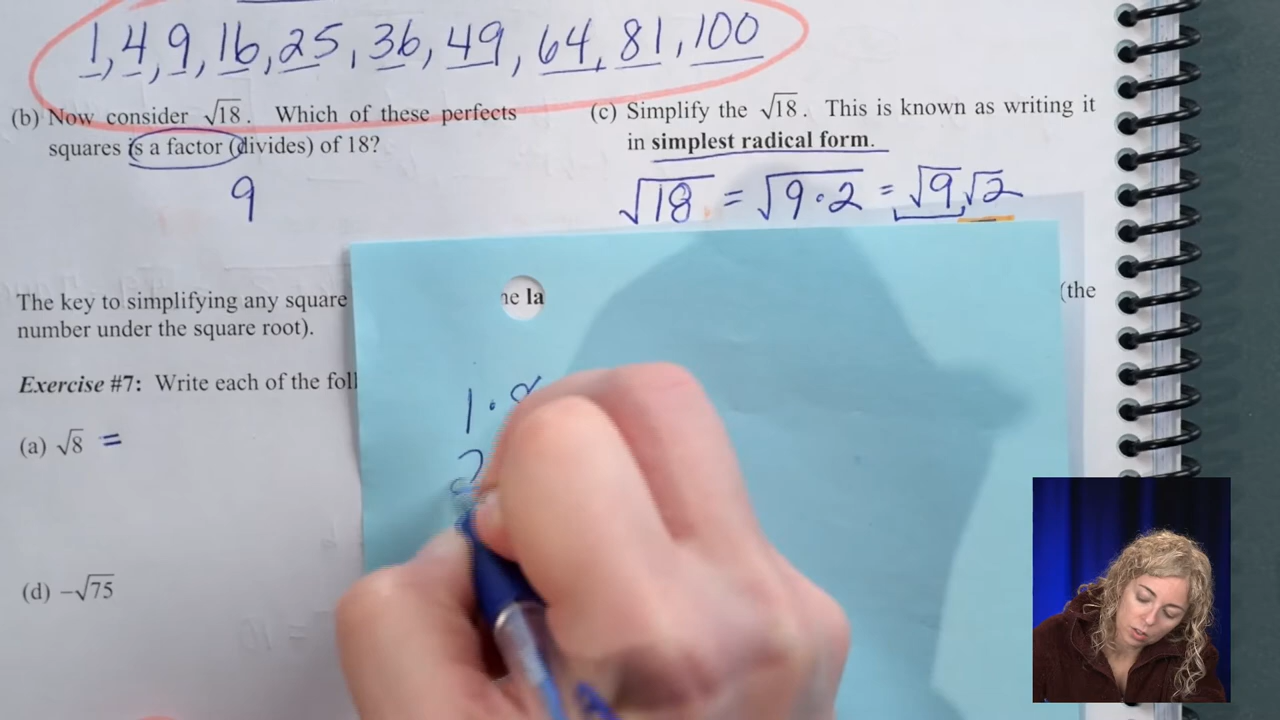 1, 4, 9, 16, 25, 36, 49, 64, 81, 100
(b) Now consider √18. Which of these perfects
squares is a factor (divides) of 18?
9
(c) Simplify the √18. This is known as writing it
in simplest radical form.
√18 = √9·2 = √9 √2
The key to simplifying any square
la
(the
number under the square root).
Exercise #7: Write each of the
(a) √8 =
1·8
2
(d) −√75